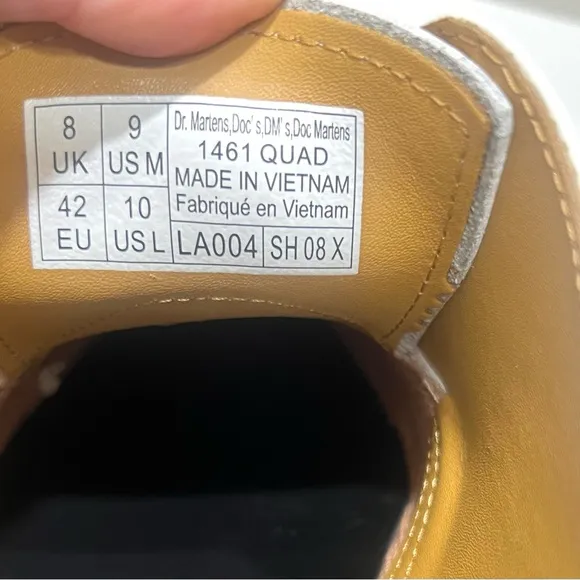 8 UK
9 US M
42 EU
10 US L
Dr. Martens,Doc' s,DM' s,Doc Martens
1461 QUAD
MADE IN VIETNAM
Fabriqué en Vietnam
LA004
SH 08 X